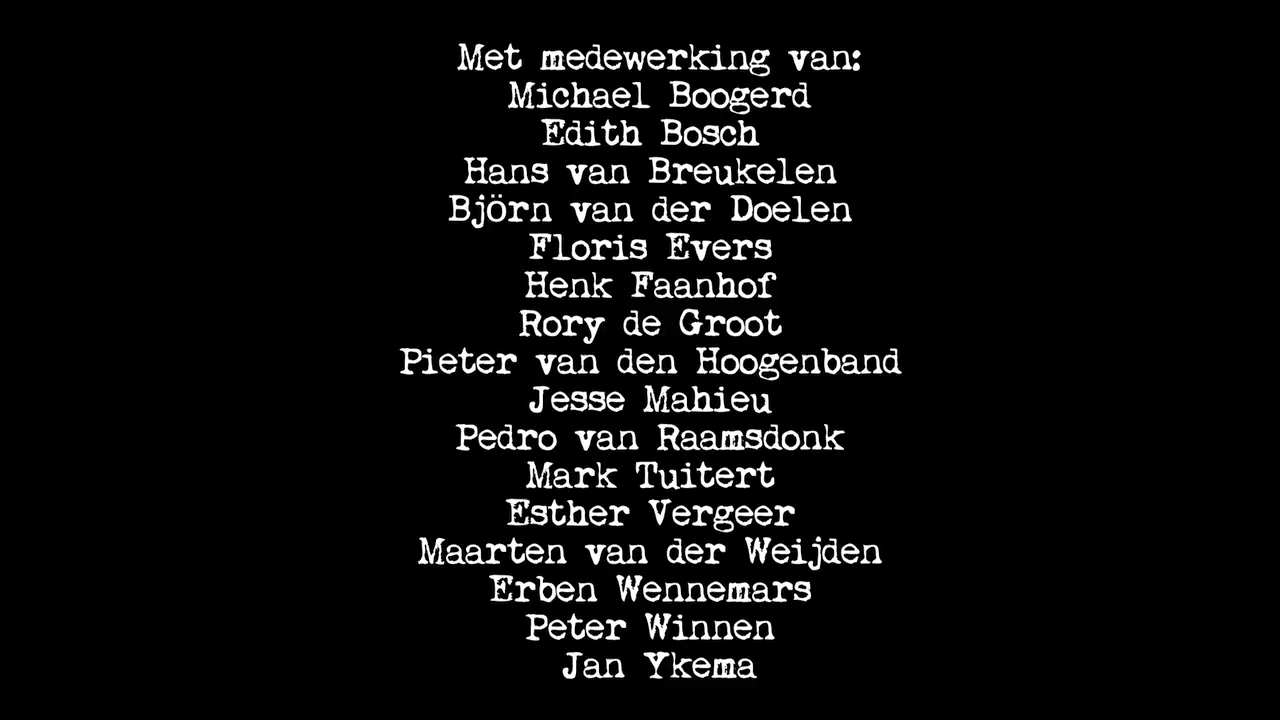 Met medewerking van:
Michael Boogerd
Edith Bosch
Hans van Breukelen
Björn van der Doelen
Floris Evers
Henk Faanhof
Rory de Groot
Pieter van den Hoogenband
Jesse Mahieu
Pedro van Raamsdonk
Mark Tuitert
Esther Vergeer
Maarten van der Weijden
Erben Wennemars
Peter Winnen
Jan Ykema